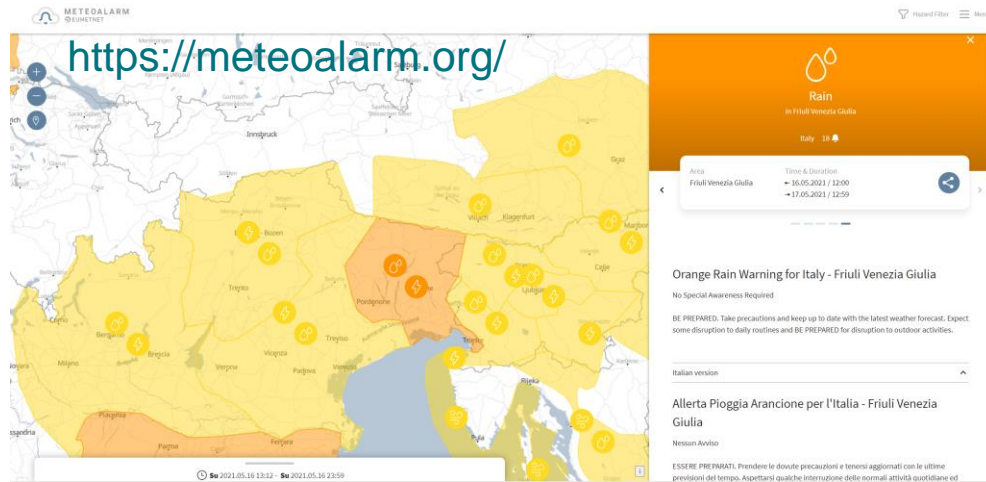 METEOALARM
EUMETNET
Hazard Filter
https://meteoalarm.org/
Innsbruck
Graz
Villach
Klagenfurt
Bozen
Trento
Pordenone
Treviso
Bergamo
Brescia
Milano
Vicenza
Verona
Padova
Rijeka
Pula
Celje
Piacenza
Parma
Ferrara
Su 2021.05.16 13:12 - Su 2021.05.16 23:59
Rain
in Friuli Venezia Giulia
Italy 18
Area
Friuli Venezia Giulia
Time & Duration
16.05.2021 / 12:00
17.05.2021 / 12:59
Orange Rain Warning for Italy - Friuli Venezia Giulia
No Special Awareness Required
BE PREPARED. Take precautions and keep up to date with the latest weather forecast. Expect
some disruption to daily routines and BE PREPARED for disruption to outdoor activities.
Italian version
Allerta Pioggia Arancione per l'Italia - Friuli Venezia
Giulia
Nessun Avviso
ESSERE PREPARATI. Prendere le dovute precauzioni e tenersi aggiornati con le ultime
previsioni del tempo. Aspettarsi qualche interruzione delle normali attività quotidiane ed